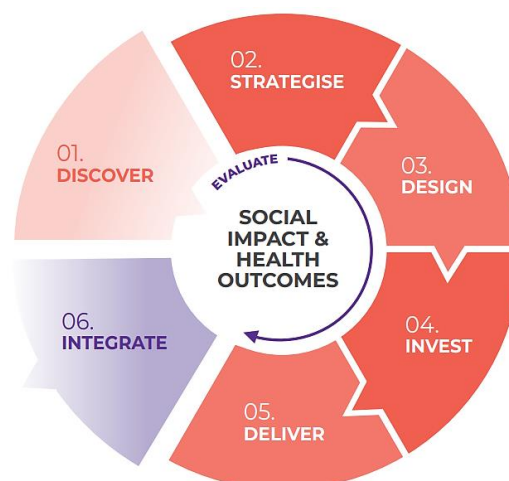 01.
DISCOVER
02.
STRATEGISE
03.
DESIGN
04.
INVEST
05.
DELIVER
06.
INTEGRATE
EVALUATE
SOCIAL
IMPACT &
HEALTH
OUTCOMES